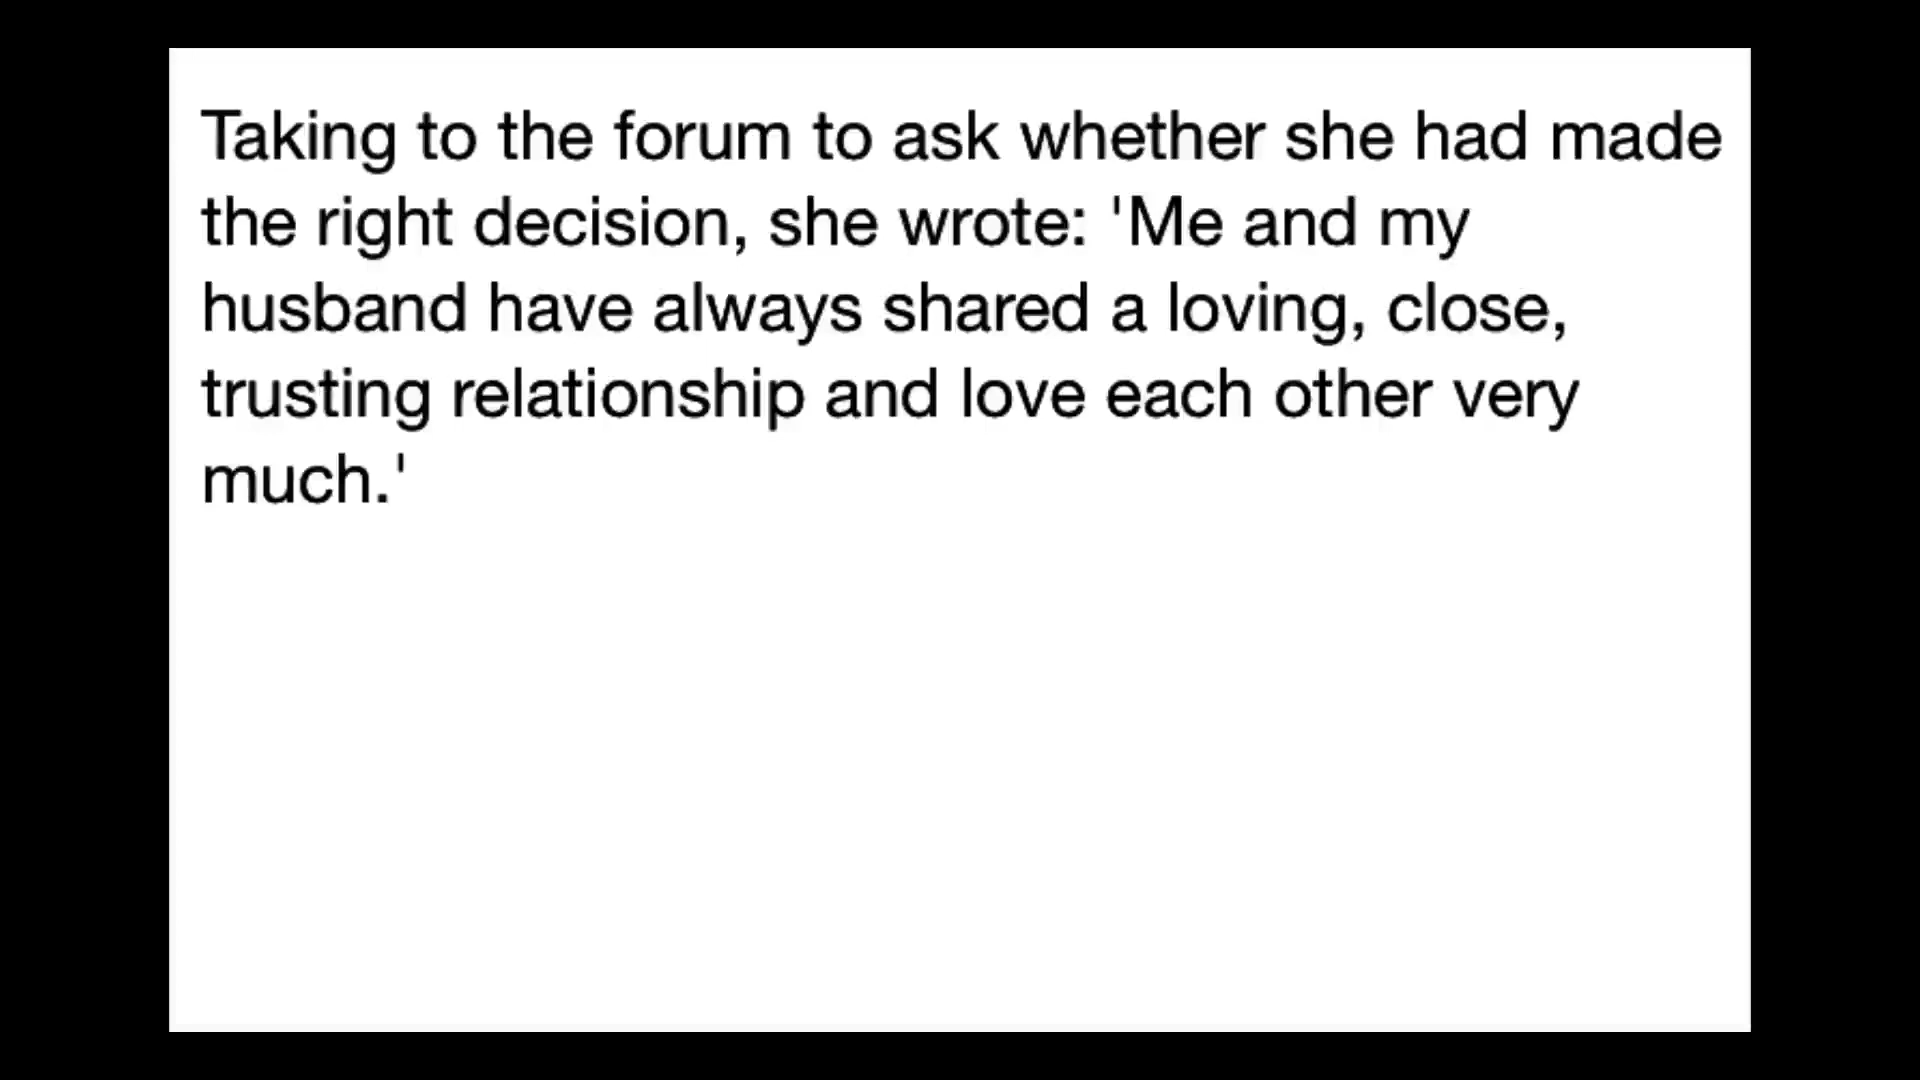 Taking to the forum to ask whether she had made
the right decision, she wrote: 'Me and my
husband have always shared a loving, close,
trusting relationship and love each other very
much.'